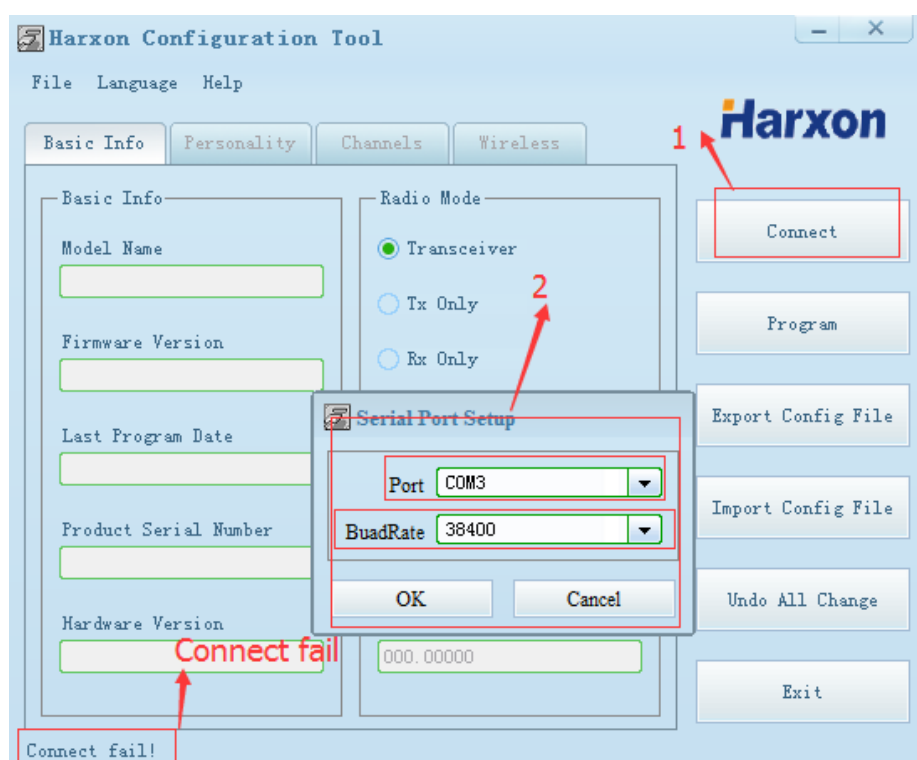 Harxon Configuration Tool
File Language Help
Harxon
1
Basic Info Personality Channels Wireless
Basic Info
Radio Mode
Connect
Model Name
Transceiver
2
Tx Only
Program
Firmware Version
Rx Only
Serial Port Setup
Export Config File
Last Program Date
Port COM3
Import Config File
Product Serial Number
BuadRate 38400
OK Cancel
Undo All Change
Hardware Version
Connect fail
000.00000
Exit
Connect fail!